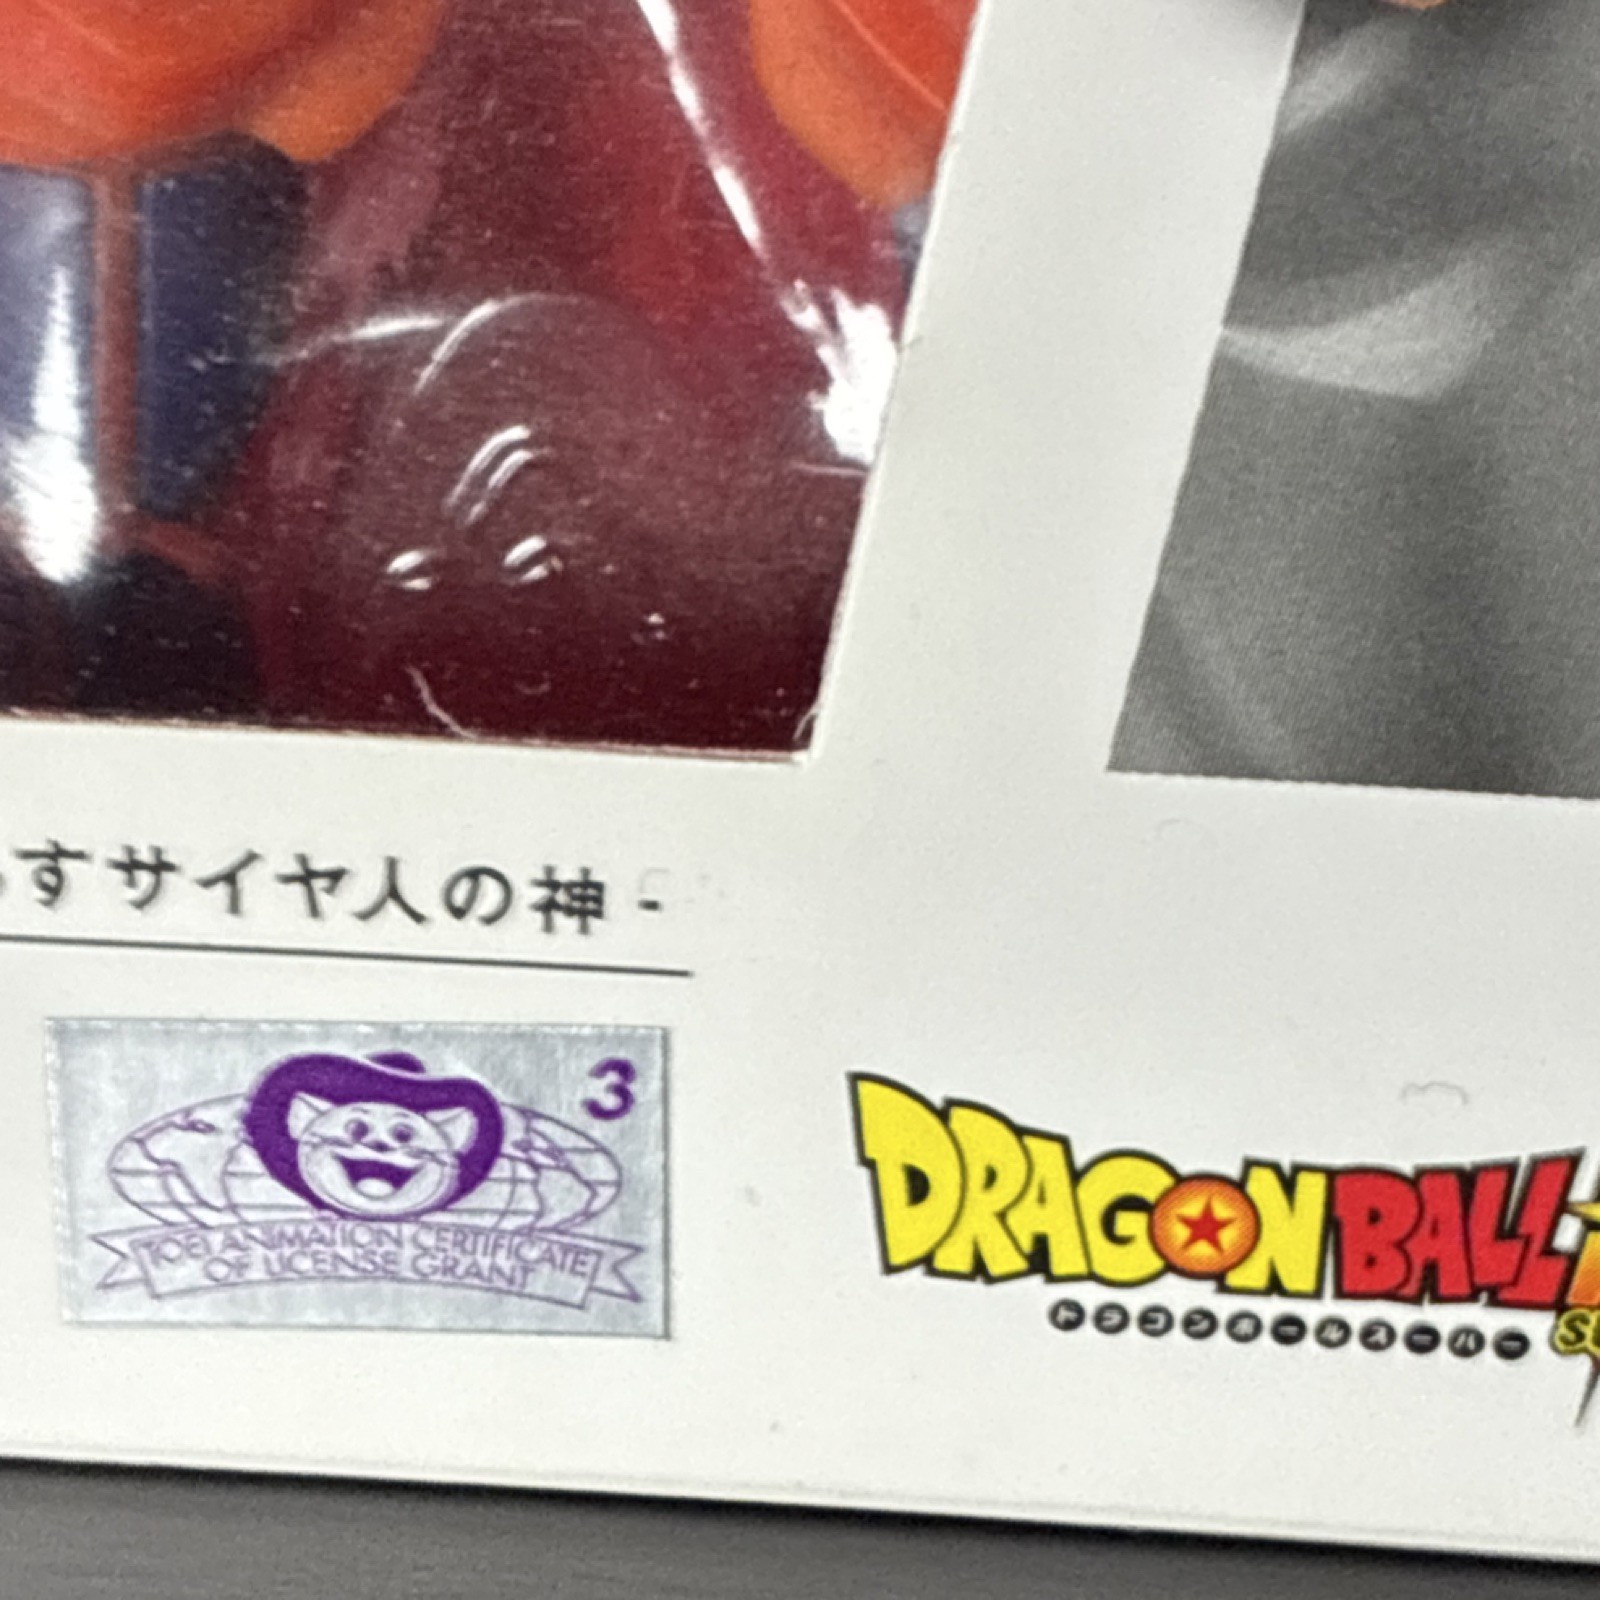 すサイヤ人の神-
3
TOEI ANIMATION CERTIFICATE
OF LICENSE GRANT
DRAGON BALL
ドラゴンボールスーパー